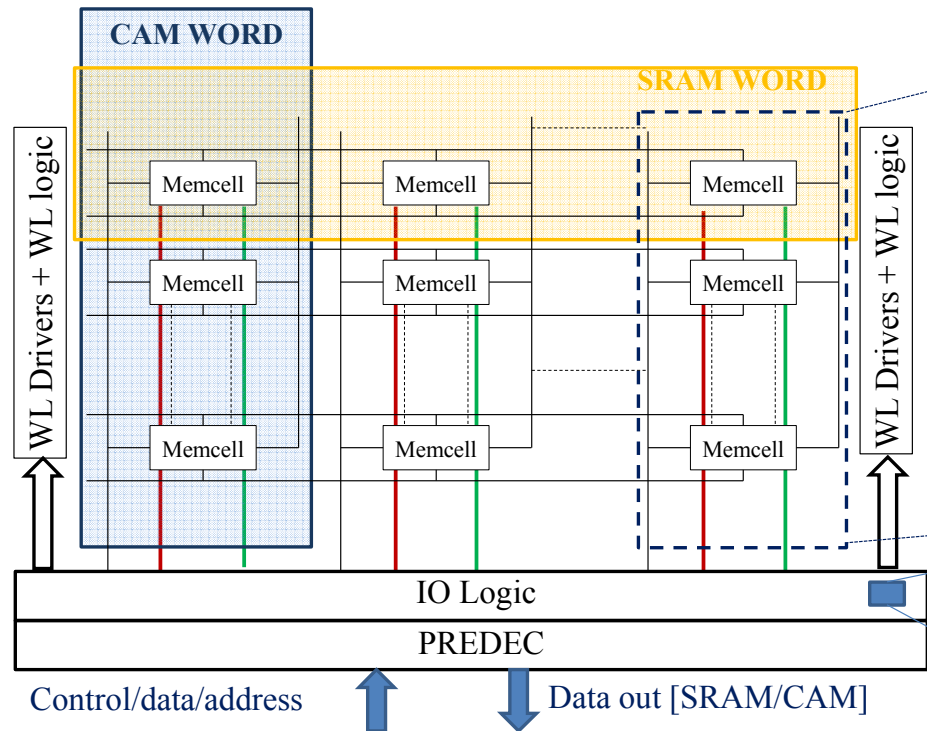 CAM WORD
SRAM WORD
WL Drivers + WL logic
WL Drivers + WL logic
Memcell
Memcell
Memcell
Memcell
Memcell
Memcell
Memcell
Memcell
Memcell
IO Logic
PREDEC
Control/data/address
Data out [SRAM/CAM]